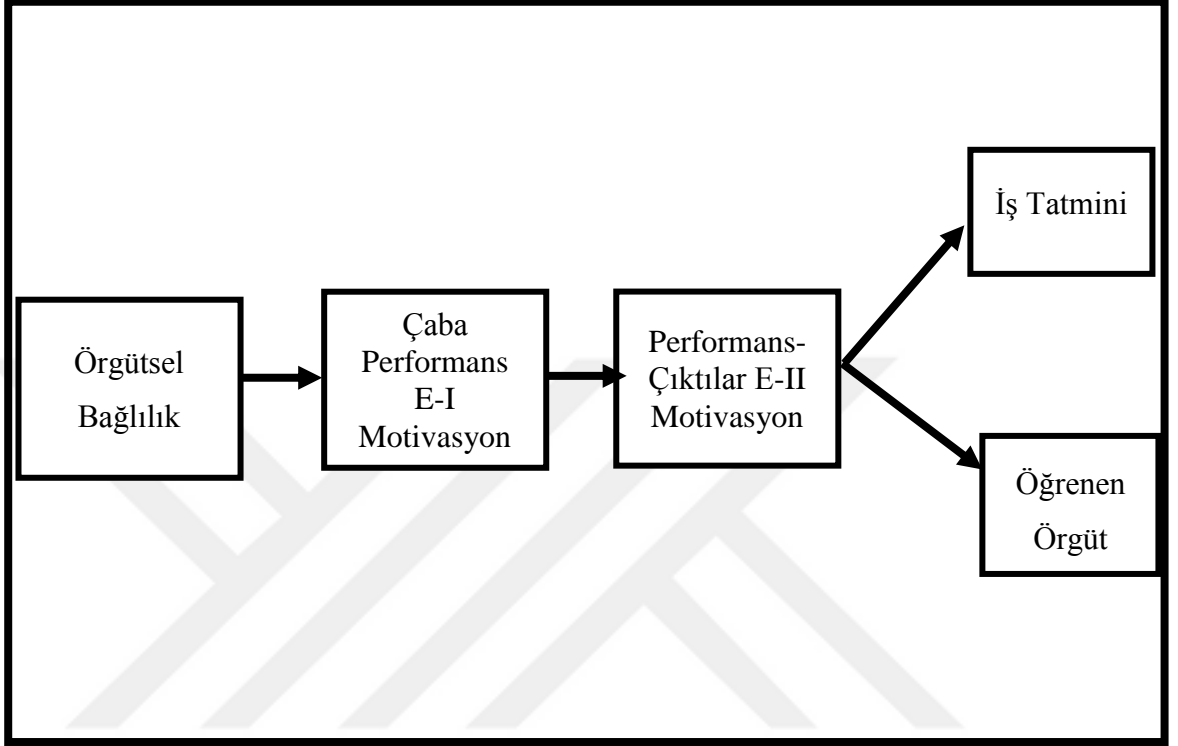 Örgütsel
Bağlılık
Çaba
Performans
E-I
Motivasyon
Performans-
Çıktılar E-II
Motivasyon
İş Tatmini
Öğrenen
Örgüt